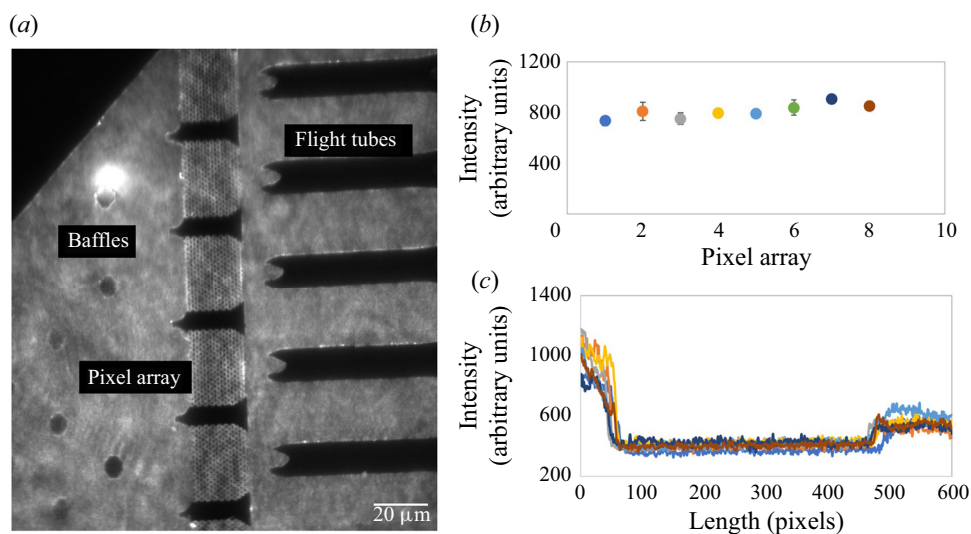 (a)
Flight tubes
Baffles
Pixel array
20 μm
(b)
1200
800
400
0
2
4
6
8
10
Intensity
(arbitrary units)
Pixel array
(c)
1400
1000
600
200
0
100
200
300
400
500
600
Intensity
(arbitrary units)
Length (pixels)